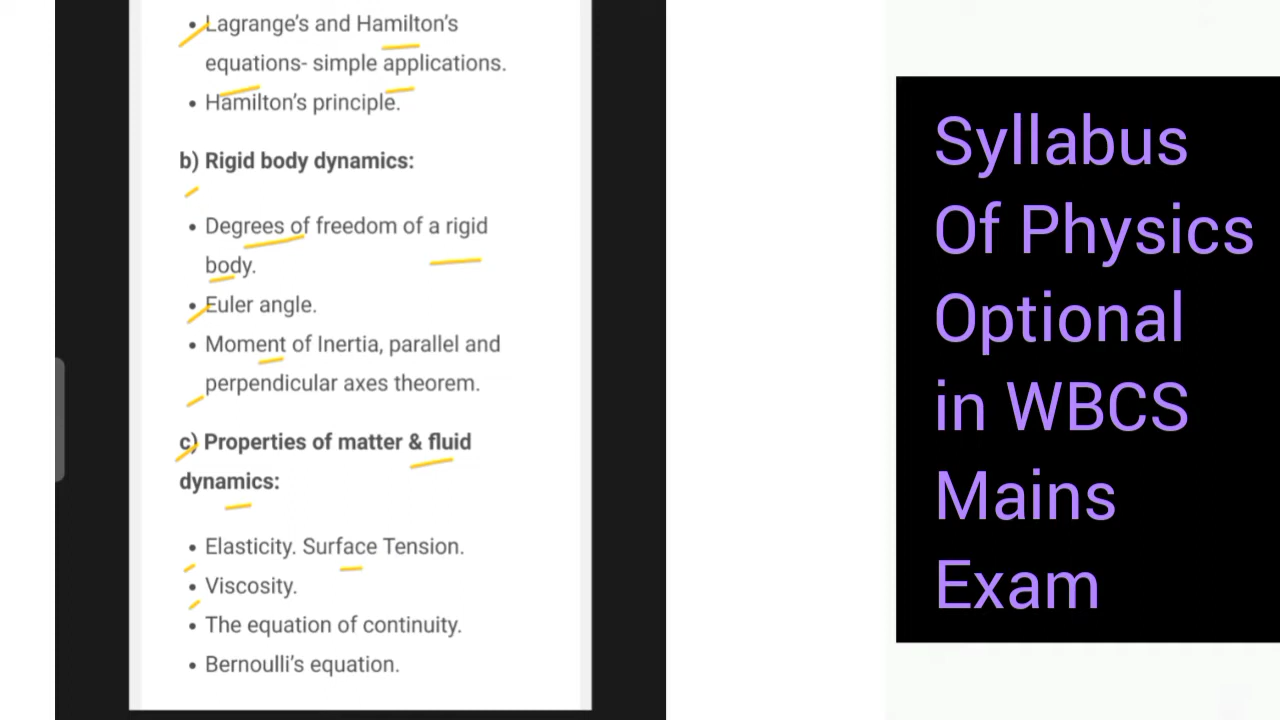 • Lagrange's and Hamilton's
equations- simple applications.
• Hamilton's principle.
b) Rigid body dynamics:
• Degrees of freedom of a rigid
body.
• Euler angle.
• Moment of Inertia, parallel and
perpendicular axes theorem.
c) Properties of matter & fluid
dynamics:
• Elasticity. Surface Tension.
• Viscosity.
• The equation of continuity.
• Bernoulli's equation.
Syllabus
Of Physics
Optional
in WBCS
Mains
Exam